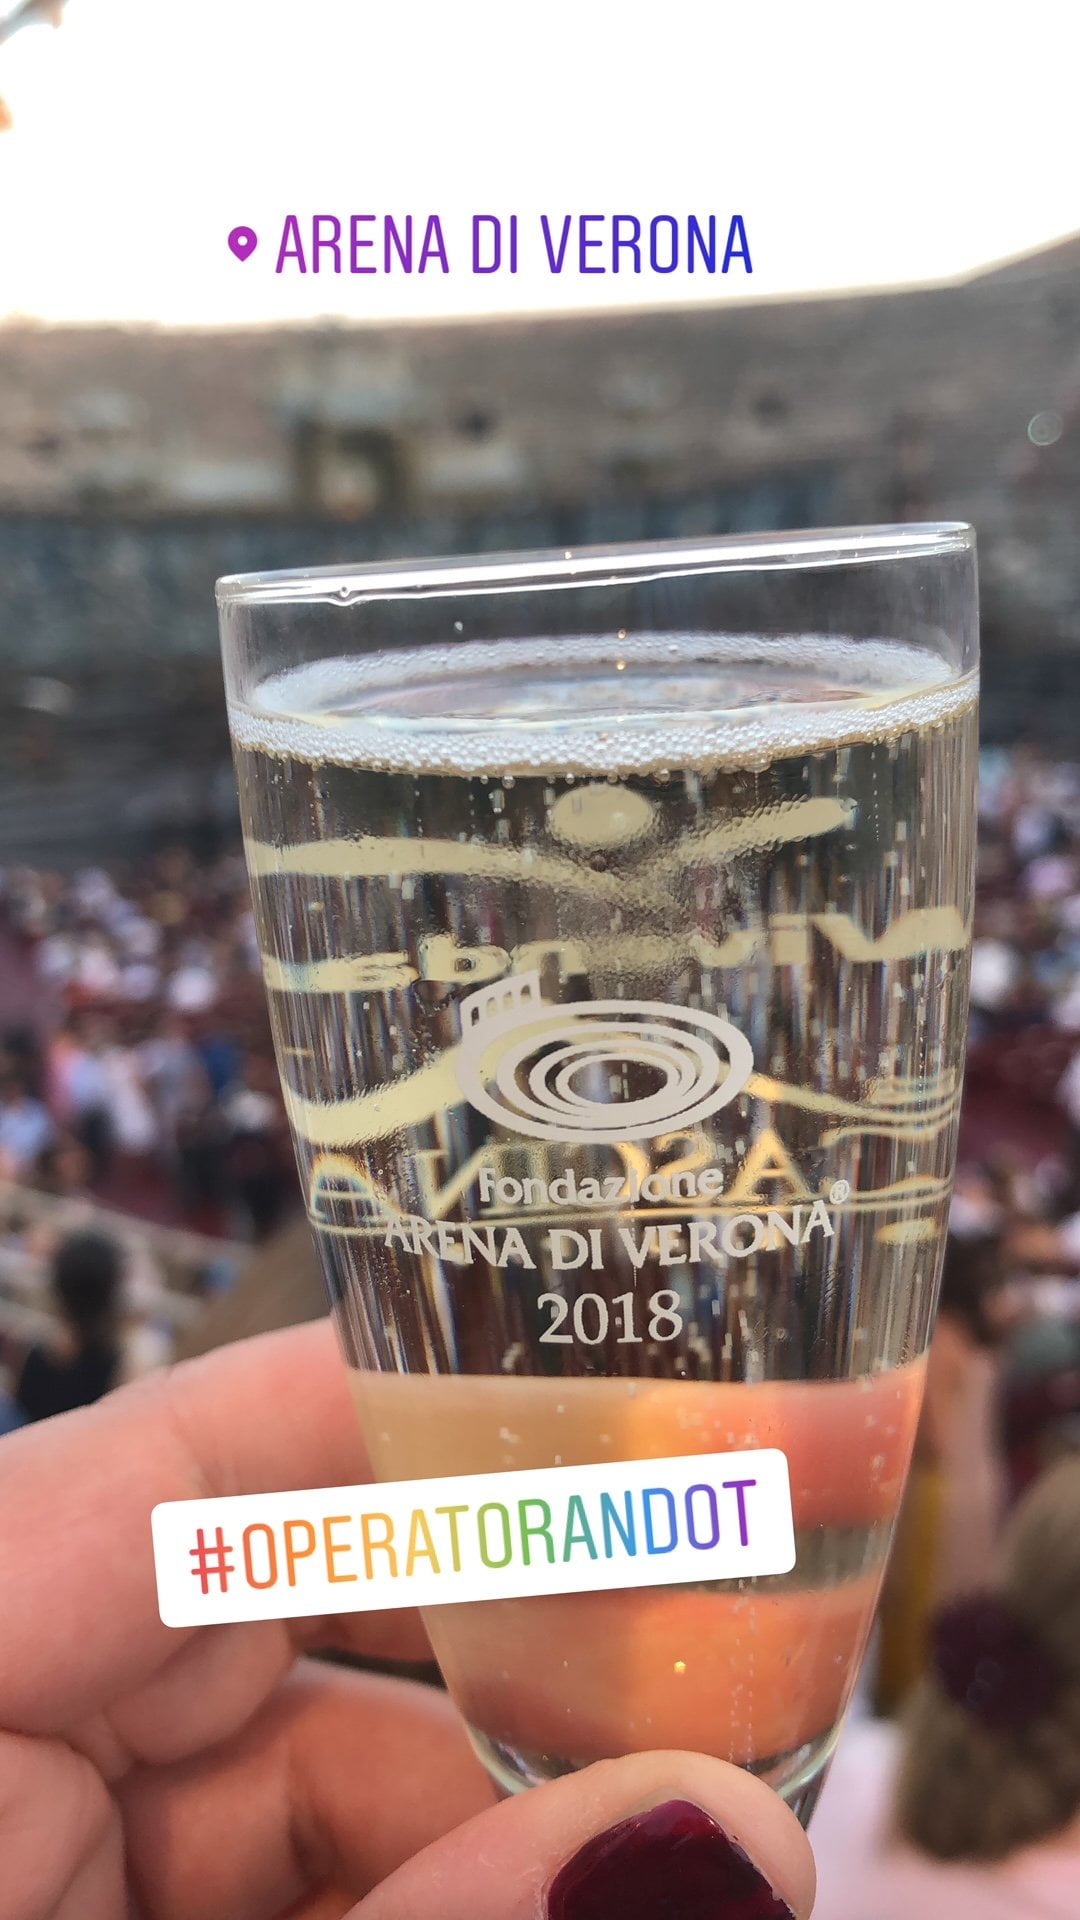 ARENA DI VERONA
Fondazione
ARENA DI VERONA®
2018
#OPERATORANDOT